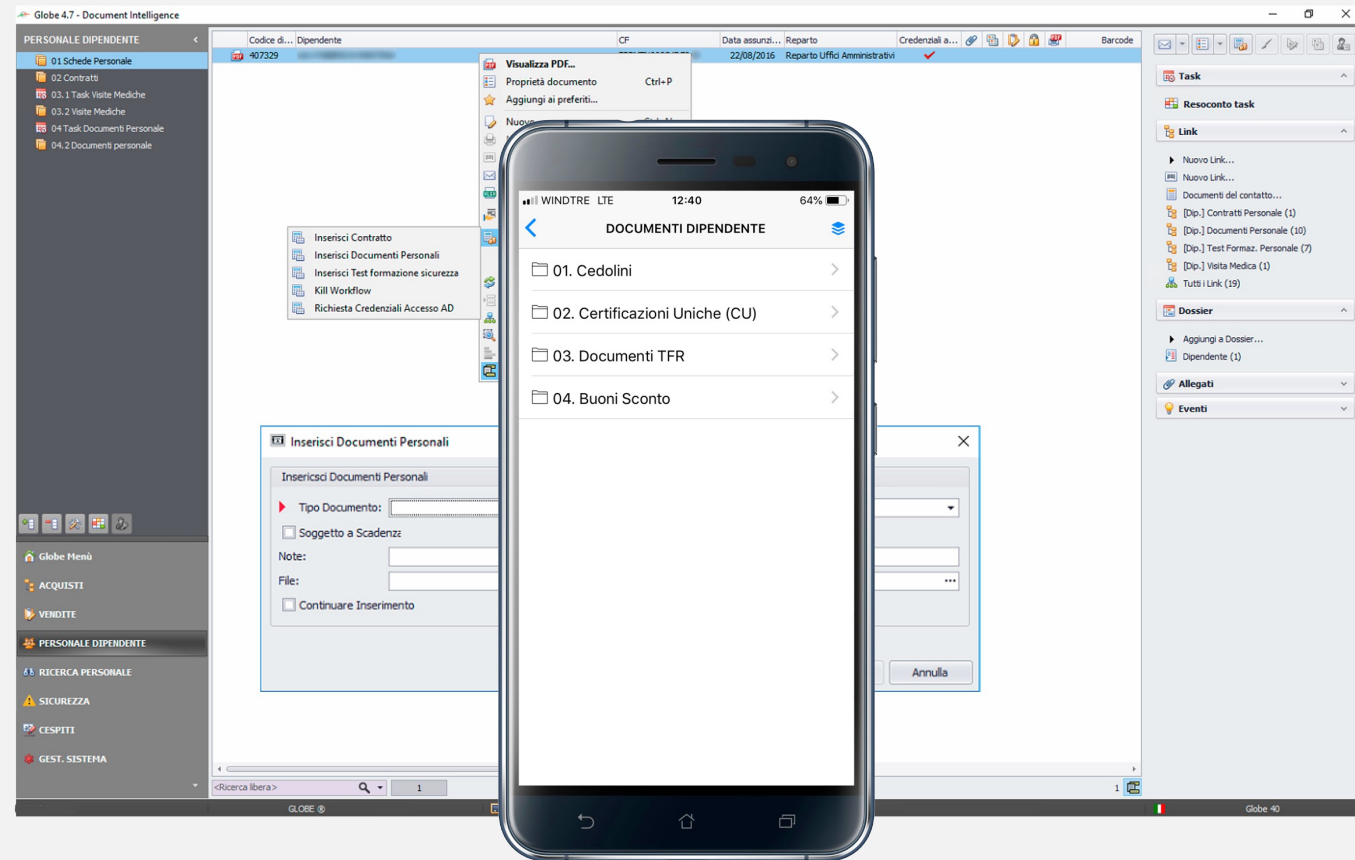 Globe 4.7 - Document Intelligence
PERSONALE DIPENDENTE
01 Schede Personale
02 Contratti
03.1 Task Visite Mediche
03.2 Visite Mediche
04 Task Documenti Personale
04.2 Documenti personale
Globe Menù
ACQUISTI
VENDITE
PERSONALE DIPENDENTE
RICERCA PERSONALE
SICUREZZA
CESPITI
GEST. SISTEMA
Codice di... Dipendente CF Data assunzi... Reparto Credenziali a... Barcode
407329 22/08/2016 Reparto Uffici Amministrativi
Visualizza PDF...
Proprietà documento Ctrl+P
Aggiungi ai preferiti...
Nuovo
Inserisci Contratto
Inserisci Documenti Personali
Inserisci Test formazione sicurezza
Kill Workflow
Richiesta Credenziali Accesso AD
WINDTRE LTE 12:40 64%
DOCUMENTI DIPENDENTE
01. Cedolini
02. Certificazioni Uniche (CU)
03. Documenti TFR
04. Buoni Sconto
Inserisci Documenti Personali
Insericsci Documenti Personali
Tipo Documento:
Soggetto a Scadenz
Note:
File:
...
Continuare Inserimento
Annulla
Task
Resoconto task
Link
Nuovo Link...
Nuovo Link...
Documenti del contatto...
[Dip.] Contratti Personale (1)
[Dip.] Documenti Personale (10)
[Dip.] Test Formaz. Personale (7)
[Dip.] Visita Medica (1)
Tutti i Link (19)
Dossier
Aggiungi a Dossier...
Dipendente (1)
Allegati
Eventi
<Ricerca libera> 1 1
GLOBE ® Globe 40